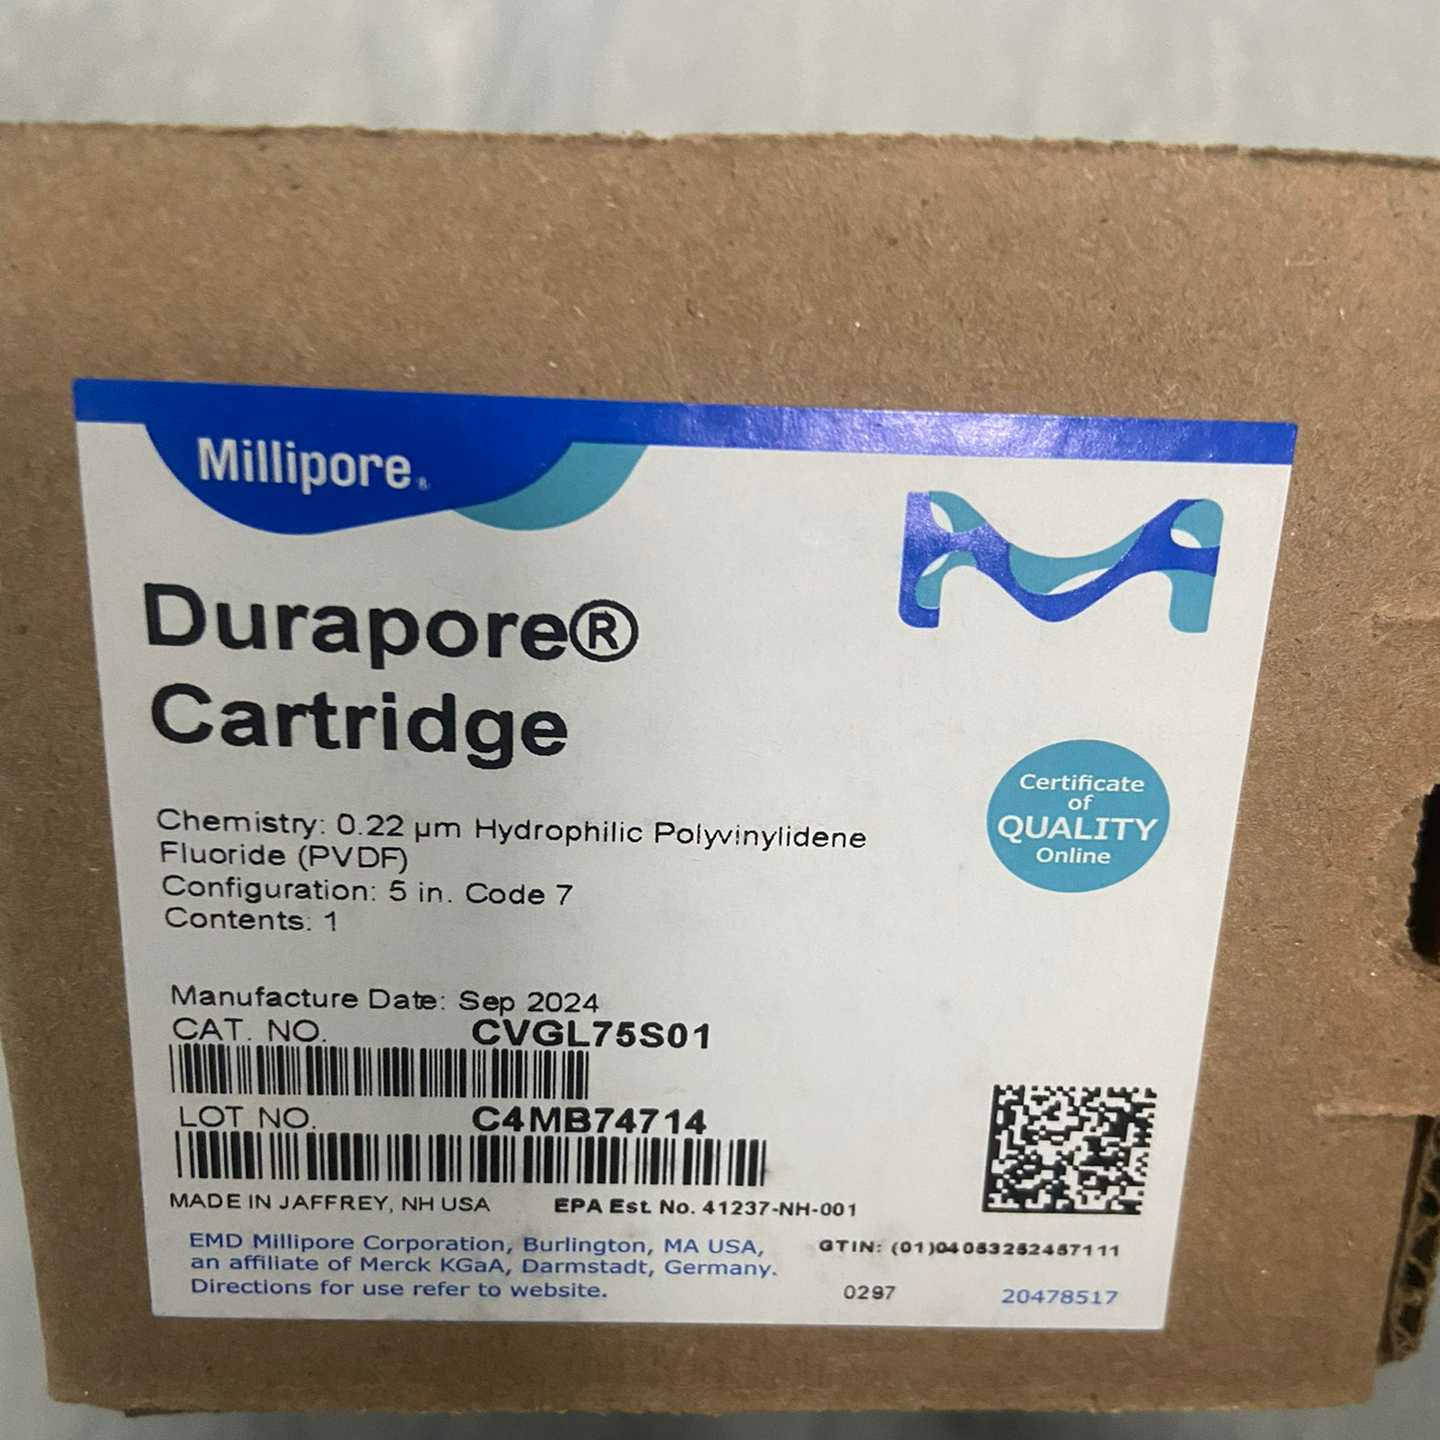 Millipore®
Durapore®
Cartridge
Certificate
of
QUALITY
Online
Chemistry: 0.22 µm Hydrophilic Polyvinylidene
Fluoride (PVDF)
Configuration: 5 in. Code 7
Contents: 1
Manufacture Date: Sep 2024
CAT. NO. CVGL75S01
LOT NO. C4MB74714
MADE IN JAFFREY, NH USA EPA Est. No. 41237-NH-001
EMD Millipore Corporation, Burlington, MA USA,
an affiliate of Merck KGaA, Darmstadt, Germany.
Directions for use refer to website.
GTIN: (01)04053252457111
0297 20478517